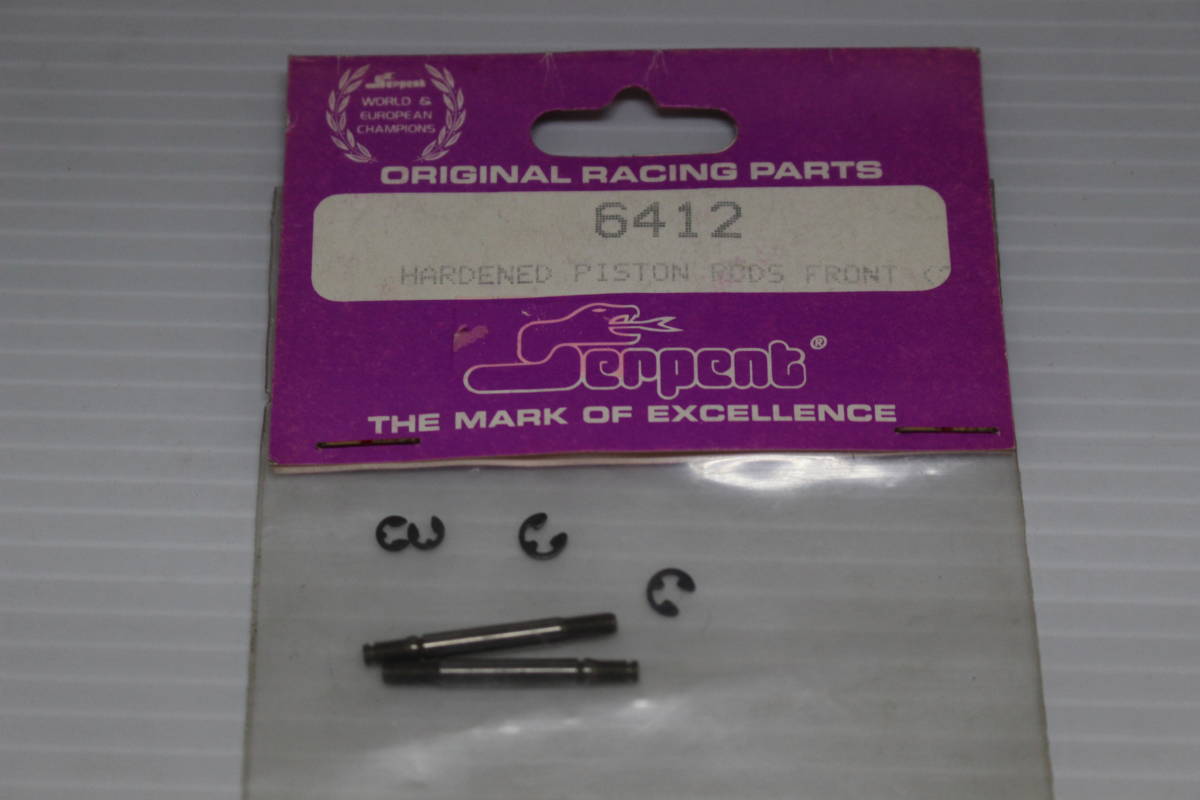 Serpent
WORLD &
EUROPEAN
CHAMPIONS
ORIGINAL RACING PARTS
6412
HARDENED PISTON RODS FRONT (
Serpent®
THE MARK OF EXCELLENCE